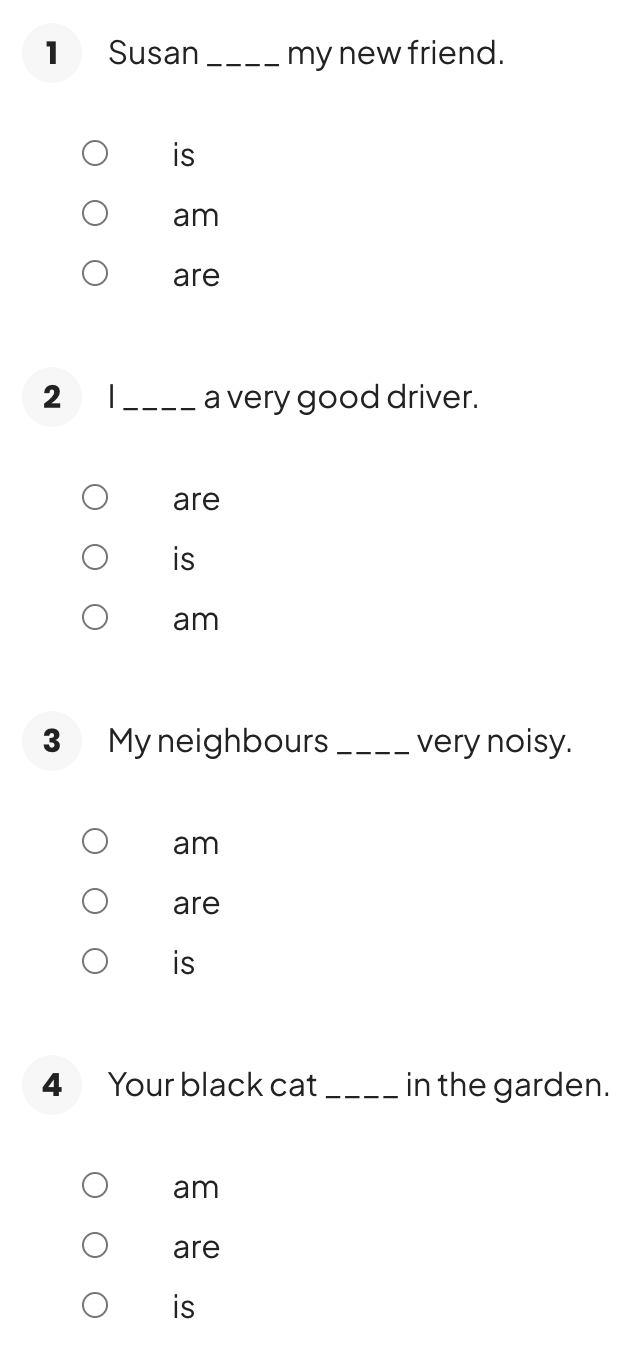 1 Susan ____ my new friend.
is
am
are
2 I ____ a very good driver.
are
is
am
3 My neighbours ____ very noisy.
am
are
is
4 Your black cat ____ in the garden.
am
are
is